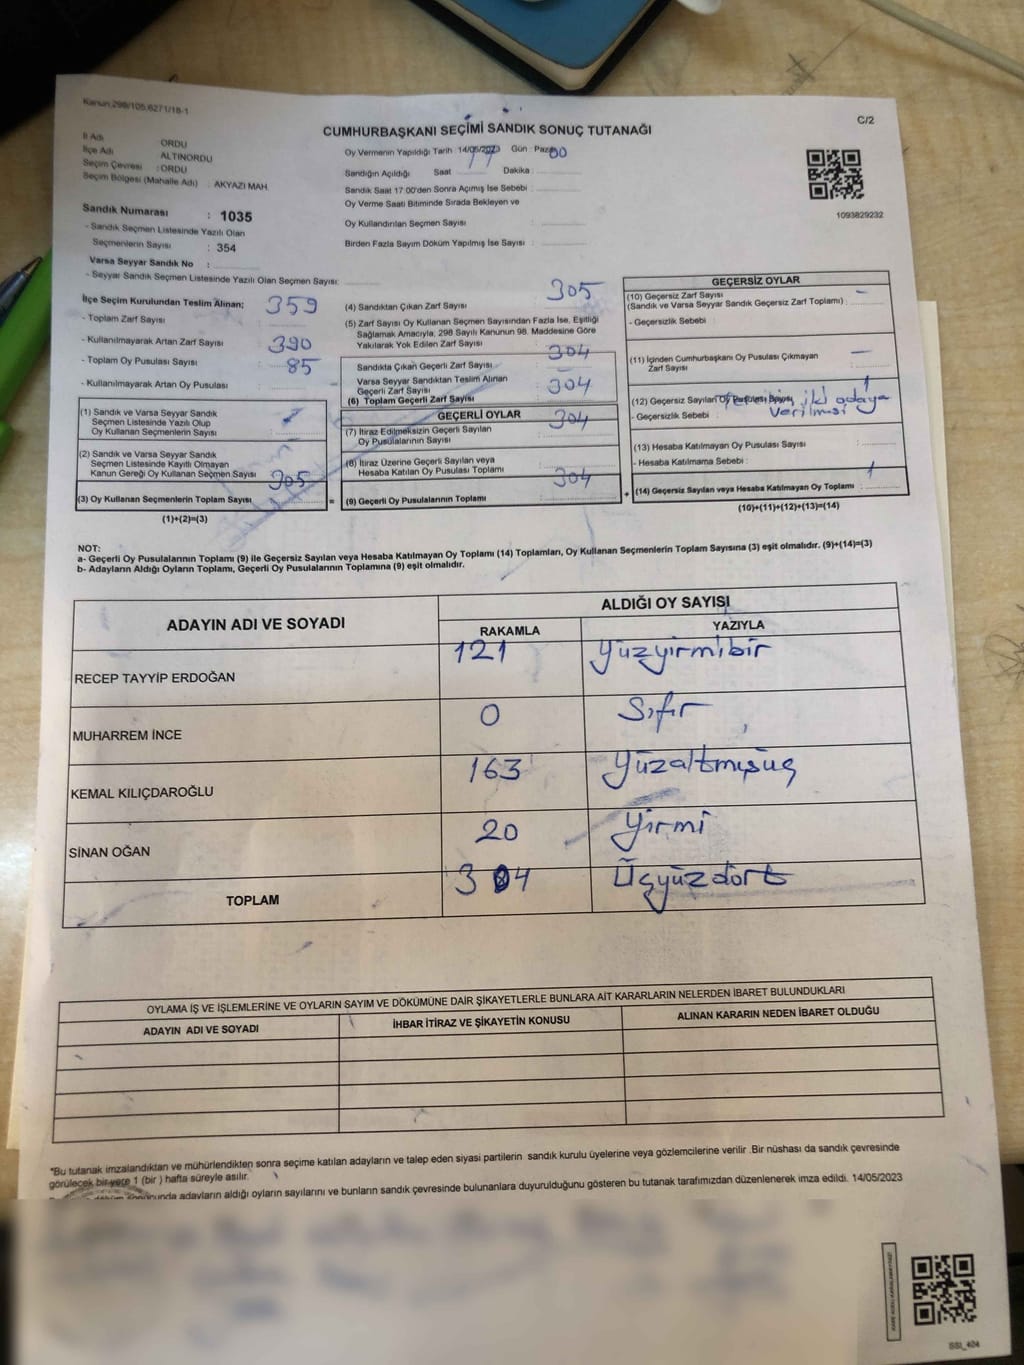 Kanun:298/105,6271/18-1
C/2
CUMHURBAŞKANI SEÇİMİ SANDIK SONUÇ TUTANAĞI
İl Adı ORDU
İlçe Adı ALTINORDU
Seçim Çevresi : ORDU
Seçim Bölgesi (Mahalle Adı) : AKYAZI MAH
Sandık Numarası : 1035
- Sandık Seçmen Listesinde Yazılı Olan
Seçmenlerin Sayısı : 354
Varsa Seyyar Sandık No :
- Seyyar Sandık Seçmen Listesinde Yazılı Olan Seçmen Sayısı:
Oy Vermenin Yapıldığı Tarih 14/05/2023 Gün : Pazar
Sandığın Açıldığı Saat 17 Dakika : 00
Sandık Saat 17:00'den Sonra Açımış İse Sebebi :
Oy Verme Saati Bitiminde Sırada Bekleyen ve
Oy Kullandırılan Seçmen Sayısı :
Birden Fazla Sayım Döküm Yapılmış İse Sayısı :
1093829232
İlçe Seçim Kurulundan Teslim Alınan; 359
- Toplam Zarf Sayısı :
- Kullanılmayarak Artan Zarf Sayısı : 390
- Toplam Oy Pusulası Sayısı : 85
- Kullanılmayarak Artan Oy Pusulası :
(1) Sandık ve Varsa Seyyar Sandık
Seçmen Listesinde Yazılı Olup
Oy Kullanan Seçmenlerin Sayısı :
(2) Sandık ve Varsa Seyyar Sandık
Seçmen Listesinde Kayıtlı Olmayan
Kanun Gereği Oy Kullanan Seçmen Sayısı 305
(3) Oy Kullanan Seçmenlerin Toplam Sayısı :
(1)+(2)=(3)
=
(4) Sandıktan Çıkan Zarf Sayısı : 305
(5) Zarf Sayısı Oy Kullanan Seçmen Sayısından Fazla İse, Eşitliği
Sağlamak Amacıyla, 298 Sayılı Kanunun 98. Maddesine Göre
Yakılarak Yok Edilen Zarf Sayısı :
304
Sandıkta Çıkan Geçerli Zarf Sayısı :
Varsa Seyyar Sandıktan Teslim Alınan
Geçerli Zarf Sayısı : 304
(6) Toplam Geçerli Zarf Sayısı :
GEÇERLİ OYLAR
304
(7) İtiraz Edilmeksizin Geçerli Sayılan
Oy Pusulalarının Sayısı :
(8) İtiraz Üzerine Geçerli Sayılan veya
Hesaba Katılan Oy Pusulası Toplamı :
304
(9) Geçerli Oy Pusulalarının Toplamı :
+
GEÇERSİZ OYLAR
(10) Geçersiz Zarf Sayısı -
(Sandık ve Varsa Seyyar Sandık Geçersiz Zarf Toplamı) :
- Geçersizlik Sebebi :
(11) İçinden Cumhurbaşkanı Oy Pusulası Çıkmayan —
Zarf Sayısı :
(12) Geçersiz Sayılan Oy Pusulası Sayısı 1
- Geçersizlik Sebebi : iki adaya
verilmesi
(13) Hesaba Katılmayan Oy Pusulası Sayısı :
- Hesaba Katılmama Sebebi : 1
(14) Geçersiz Sayılan veya Hesaba Katılmayan Oy Toplamı :
(10)+(11)+(12)+(13)=(14)
NOT:
a- Geçerli Oy Pusulalarının Toplamı (9) ile Geçersiz Sayılan veya Hesaba Katılmayan Oy Toplamı (14) Toplamları, Oy Kullanan Seçmenlerin Toplam Sayısına (3) eşit olmalıdır. (9)+(14)=(3)
b- Adayların Aldığı Oyların Toplamı, Geçerli Oy Pusulalarının Toplamına (9) eşit olmalıdır.
ADAYIN ADI VE SOYADI ALDIĞI OY SAYISI
RAKAMLA YAZIYLA
RECEP TAYYİP ERDOĞAN 121 Yüzyirmibir
MUHARREM İNCE 0 Sıfır
KEMAL KILIÇDAROĞLU 163 Yüzaltmışüç
SİNAN OĞAN 20 Yirmi
TOPLAM 304 Üçyüzdört
OYLAMA İŞ VE İŞLEMLERİNE VE OYLARIN SAYIM VE DÖKÜMÜNE DAİR ŞİKAYETLERLE BUNLARA AİT KARARLARIN NELERDEN İBARET BULUNDUKLARI
ADAYIN ADI VE SOYADI İHBAR İTİRAZ VE ŞİKAYETİN KONUSU ALINAN KARARIN NEDEN İBARET OLDUĞU
"Bu tutanak imzalandıktan ve mühürlendikten sonra seçime katılan adayların ve talep eden siyasi partilerin sandık kurulu üyelerine veya gözlemcilerine verilir .Bir nüshası da sandık çevresinde
görülecek bir yere 1 (bir ) hafta süreyle asılır.
adayların aldığı oyların sayılarını ve bunların sandık çevresinde bulunanlara duyurulduğunu gösteren bu tutanak tarafımızdan düzenlenerek imza edildi. 14/05/2023